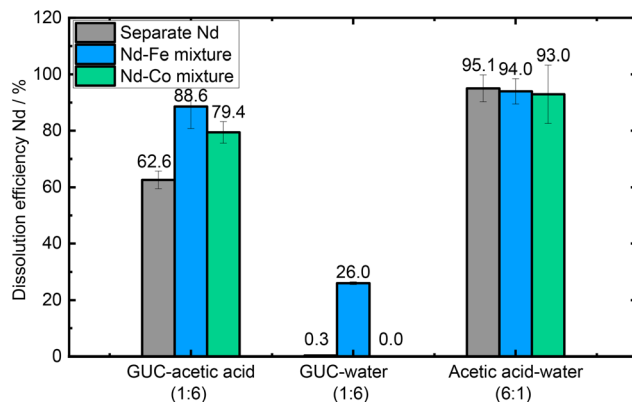 Dissolution efficiency Nd / %
120
100
80
60
40
20
0
Separate Nd
Nd-Fe mixture
Nd-Co mixture
62.6
88.6
79.4
0.3
26.0
0.0
95.1
94.0
93.0
GUC-acetic acid
(1:6)
GUC-water
(1:6)
Acetic acid-water
(6:1)